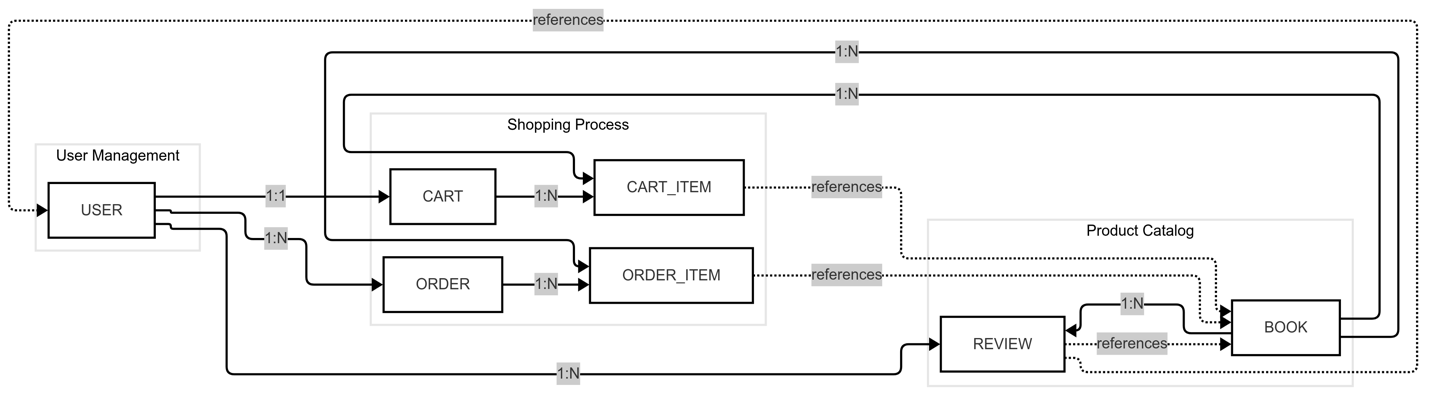 references
1:N
1:N
Shopping Process
User Management
CART_ITEM
references
USER
1:1
CART
1:N
Product Catalog
1:N
ORDER_ITEM
references
ORDER
1:N
1:N
BOOK
REVIEW
references
1:N